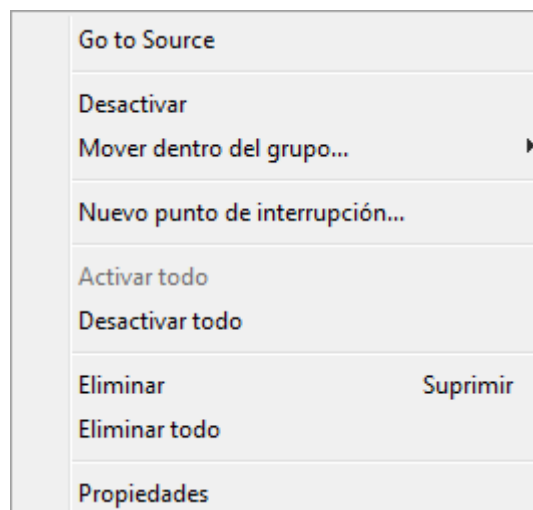 Go to Source
Desactivar
Mover dentro del grupo...
Nuevo punto de interrupción...
Activar todo
Desactivar todo
Eliminar Suprimir
Eliminar todo
Propiedades